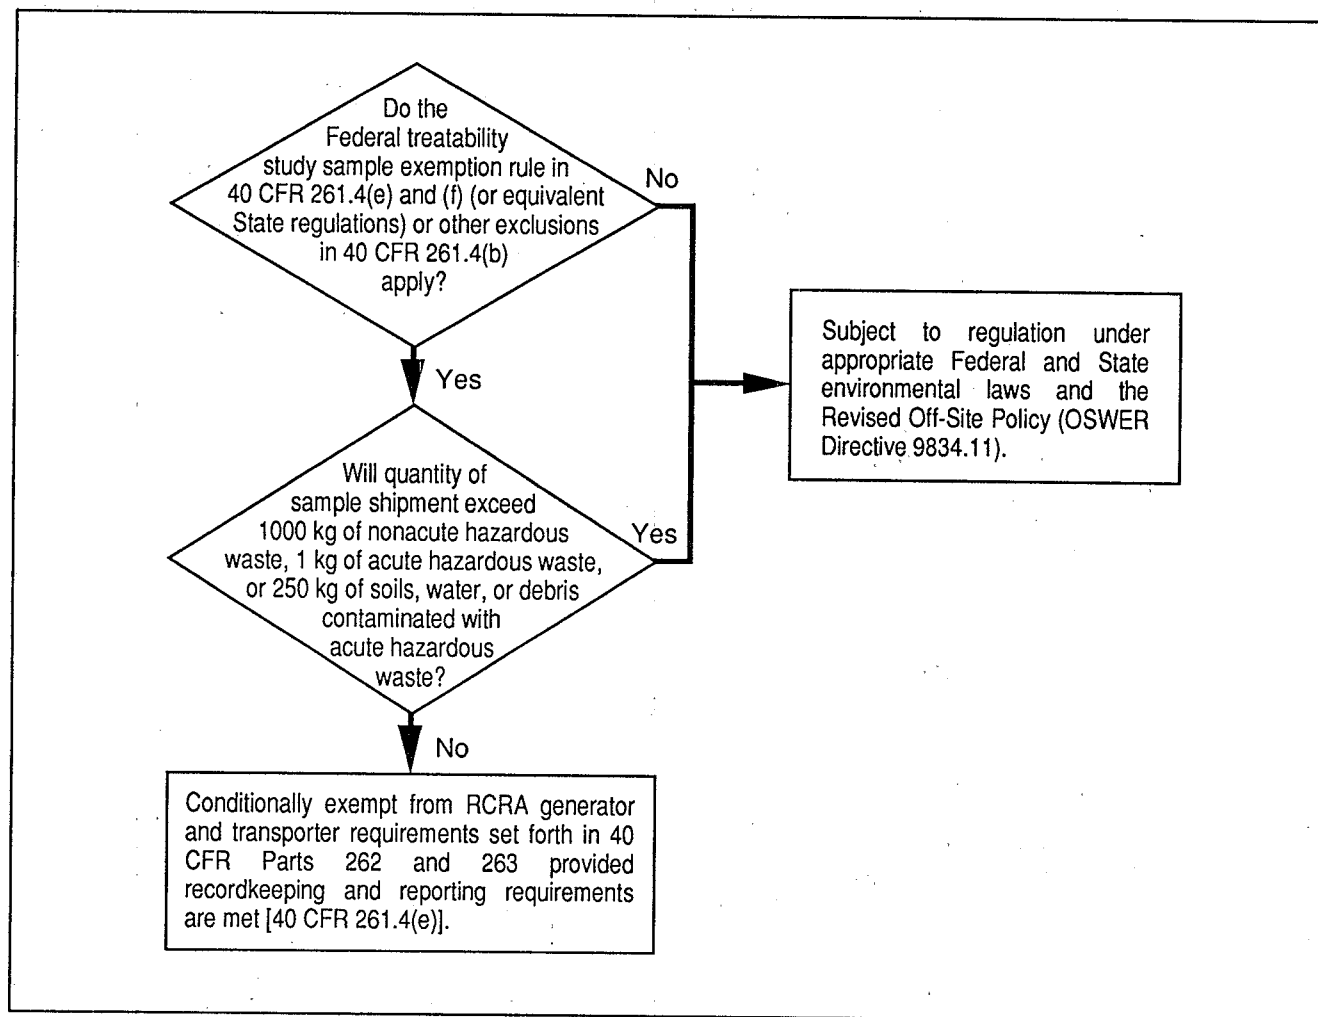 Do the
Federal treatability
study sample exemption rule in
40 CFR 261.4(e) and (f) (or equivalent
State regulations) or other exclusions
in 40 CFR 261.4(b)
apply?
No
Yes
Subject to regulation under
appropriate Federal and State
environmental laws and the
Revised Off-Site Policy (OSWER
Directive 9834.11).
Will quantity of
sample shipment exceed
1000 kg of nonacute hazardous
waste, 1 kg of acute hazardous waste,
or 250 kg of soils, water, or debris
contaminated with
acute hazardous
waste?
Yes
No
Conditionally exempt from RCRA generator
and transporter requirements set forth in 40
CFR Parts 262 and 263 provided
recordkeeping and reporting requirements
are met [40 CFR 261.4(e)].